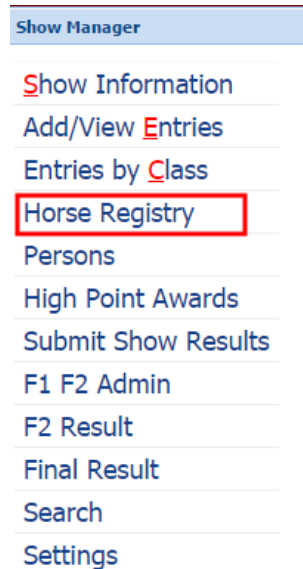 Show Manager
Show Information
Add/View Entries
Entries by Class
Horse Registry
Persons
High Point Awards
Submit Show Results
F1 F2 Admin
F2 Result
Final Result
Search
Settings